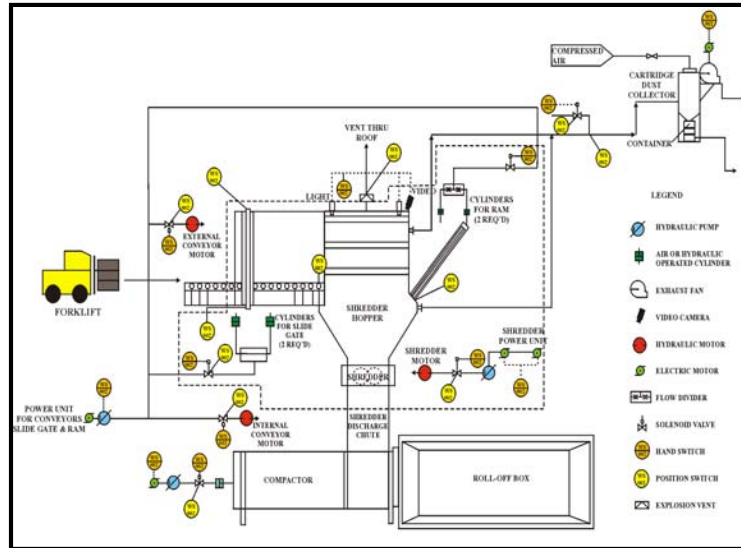 COMPRESSED
AIR
CARTRIDGE
DUST
COLLECTOR
CONTAINER
VENT THRU
ROOF
LIGHT
VIDEO
CYLINDERS
FOR RAM
(2 REQ'D)
EXTERNAL
CONVEYOR
MOTOR
FORKLIFT
CYLINDERS
FOR SLIDE
GATE
(2 REQ'D)
SHREDDER
HOPPER
SHREDDER
POWER UNIT
SHREDDER
MOTOR
SHREDDER
POWER UNIT
FOR CONVEYORS
SLIDE GATE & RAM
INTERNAL
CONVEYOR
MOTOR
SHREDDER
DISCHARGE
CHUTE
COMPACTOR
ROLL-OFF BOX
LEGEND
HYDRAULIC PUMP
AIR OR HYDRAULIC
OPERATED CYLINDER
EXHAUST FAN
VIDEO CAMERA
HYDRAULIC MOTOR
ELECTRIC MOTOR
FLOW DIVIDER
SOLENOID VALVE
HAND SWITCH
POSITION SWITCH
EXPLOSION VENT